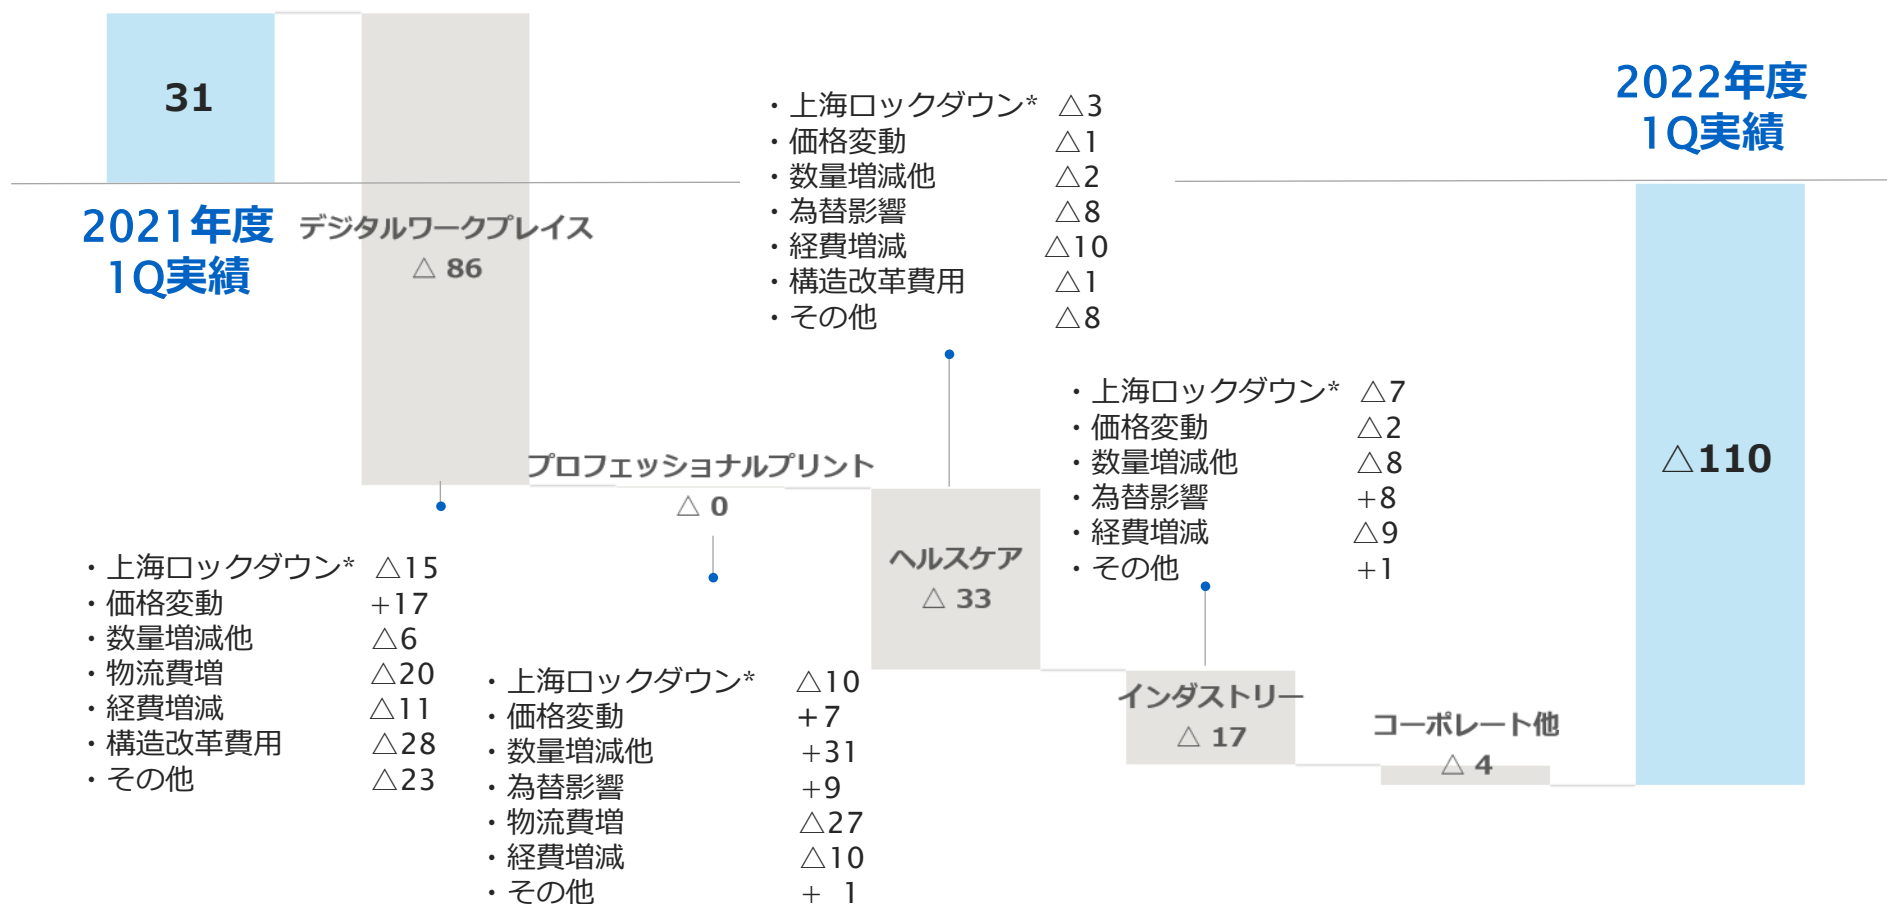 31
2021年度
1Q実績
デジタルワークプレイス
△ 86
・上海ロックダウン* △15
・価格変動 +17
・数量増減他 △6
・物流費増 △20
・経費増減 △11
・構造改革費用 △28
・その他 △23
プロフェッショナルプリント
△ 0
・上海ロックダウン* △10
・価格変動 +7
・数量増減他 +31
・為替影響 +9
・物流費増 △27
・経費増減 △10
・その他 + 1
・上海ロックダウン* △3
・価格変動 △1
・数量増減他 △2
・為替影響 △8
・経費増減 △10
・構造改革費用 △1
・その他 △8
ヘルスケア
△ 33
・上海ロックダウン* △7
・価格変動 △2
・数量増減他 △8
・為替影響 +8
・経費増減 △9
・その他 +1
インダストリー
△ 17
コーポレート他
△ 4
2022年度
1Q実績
△110